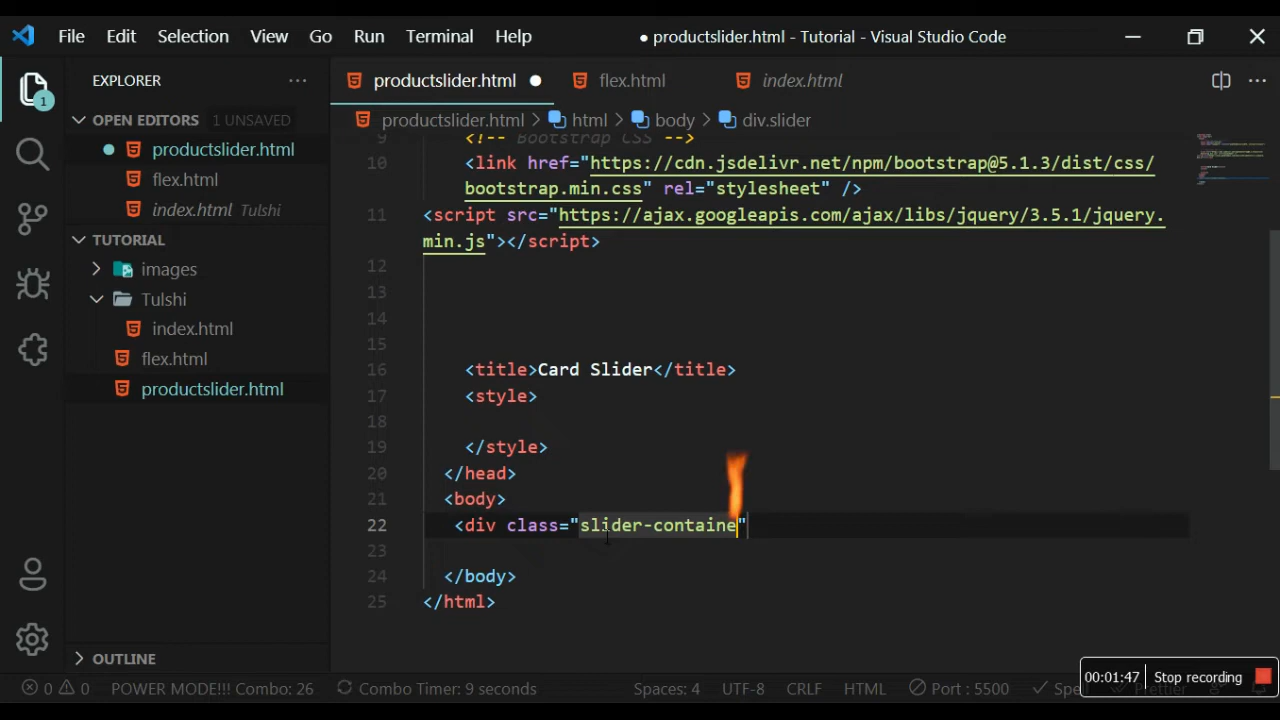 File Edit Selection View Go Run Terminal Help
● productslider.html - Tutorial - Visual Studio Code
EXPLORER
OPEN EDITORS 1 UNSAVED
productslider.html
flex.html
index.html Tulshi
TUTORIAL
images
Tulshi
index.html
flex.html
productslider.html
OUTLINE
1
productslider.html flex.html index.html
productslider.html > html > body > div.slider
9 <!-- Bootstrap CSS -->
10 <link href="https://cdn.jsdelivr.net/npm/bootstrap@5.1.3/dist/css/
bootstrap.min.css" rel="stylesheet" />
11 <script src="https://ajax.googleapis.com/ajax/libs/jquery/3.5.1/jquery.
min.js"></script>
12
13
14
15
16 <title>Card Slider</title>
17 <style>
18
19 </style>
20 </head>
21 <body>
22 <div class="slider-containe"
23
24 </body>
25 </html>
0 0 POWER MODE!!! Combo: 26 Combo Timer: 9 seconds Spaces: 4 UTF-8 CRLF HTML Port : 5500 Spell Prettier
00:01:47 Stop recording